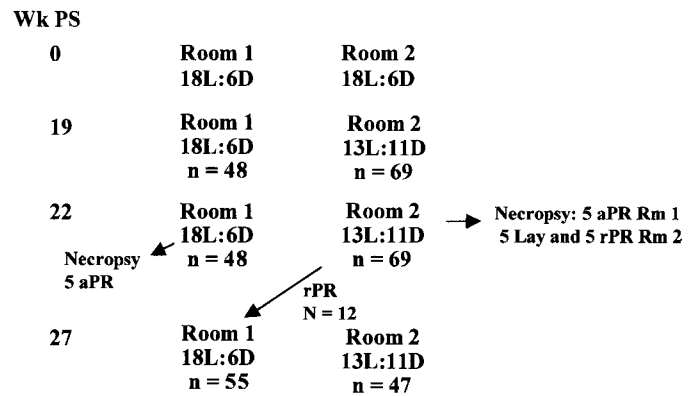 Wk PS
0 Room 1 Room 2
18L:6D 18L:6D
19 Room 1 Room 2
18L:6D 13L:11D
n = 48 n = 69
22 Room 1 Room 2 Necropsy: 5 aPR Rm 1
18L:6D 13L:11D 5 Lay and 5 rPR Rm 2
Necropsy n = 48 n = 69
5 aPR
rPR
N = 12
27 Room 1 Room 2
18L:6D 13L:11D
n = 55 n = 47